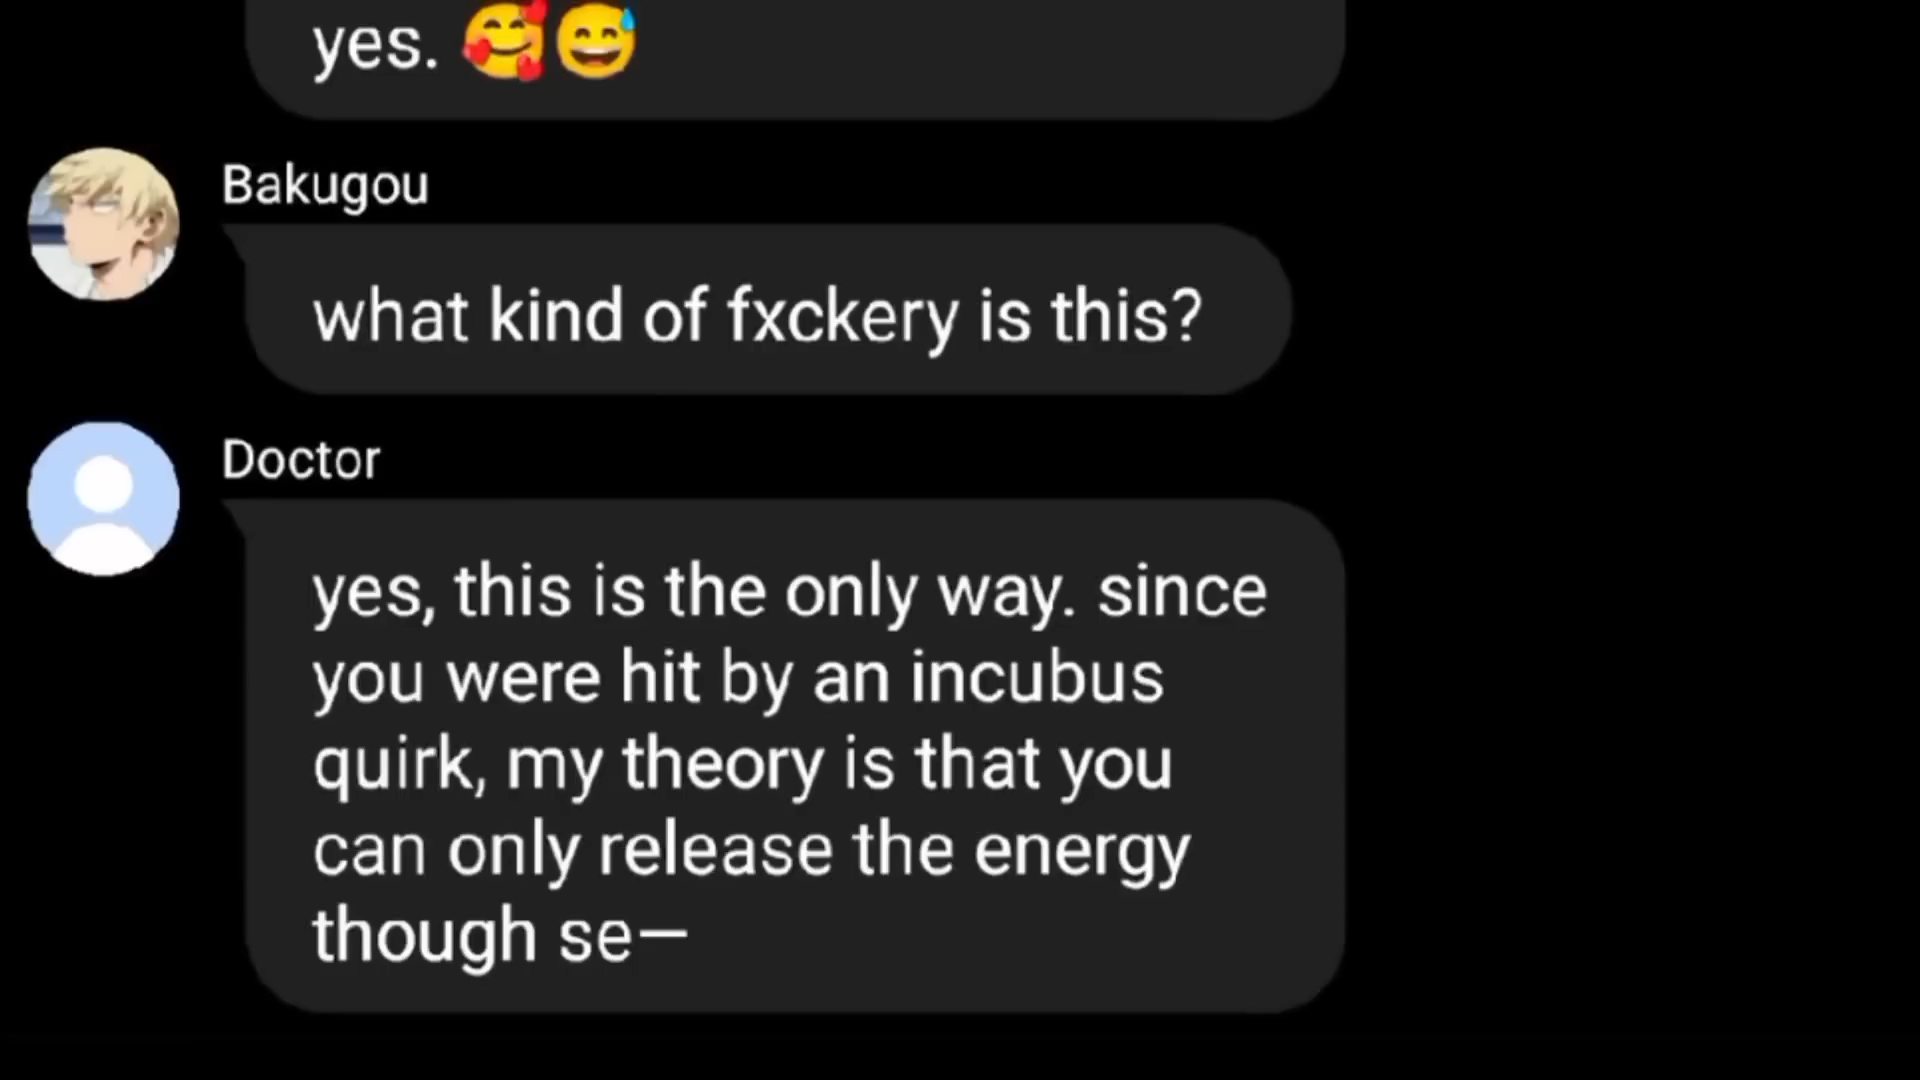 yes. 🥰😅
Bakugou
what kind of fxckery is this?
Doctor
yes, this is the only way. since
you were hit by an incubus
quirk, my theory is that you
can only release the energy
though se—